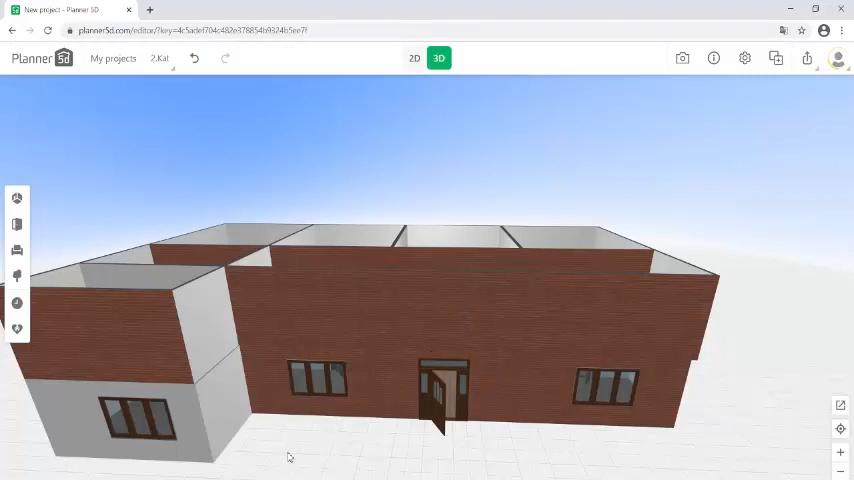 New project - Planner 5D
planner5d.com/editor/?key=4c5adef704c482e378854b9324b5ee7f
Planner 5d
My projects
2.Kat
2D
3D